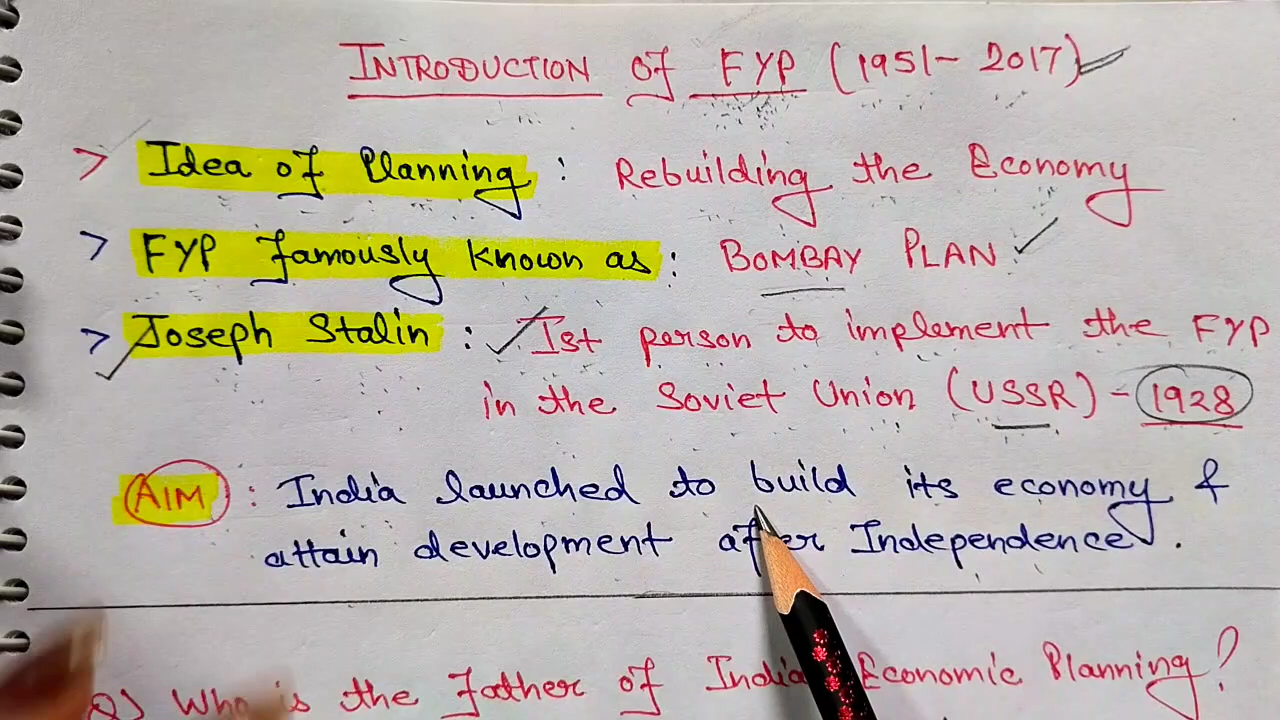 INTRODUCTION Of FYP (1951- 2017)
> Idea of Planning : Rebuilding the Economy
> FYP famously known as : BOMBAY PLAN
> Joseph Stalin : Ist person to implement the FYP
in the Soviet Union (USSR) - 1928
AIM : India launched to build its economy &
attain development after Independence.
Q) Who is the Father of India Economic Planning?